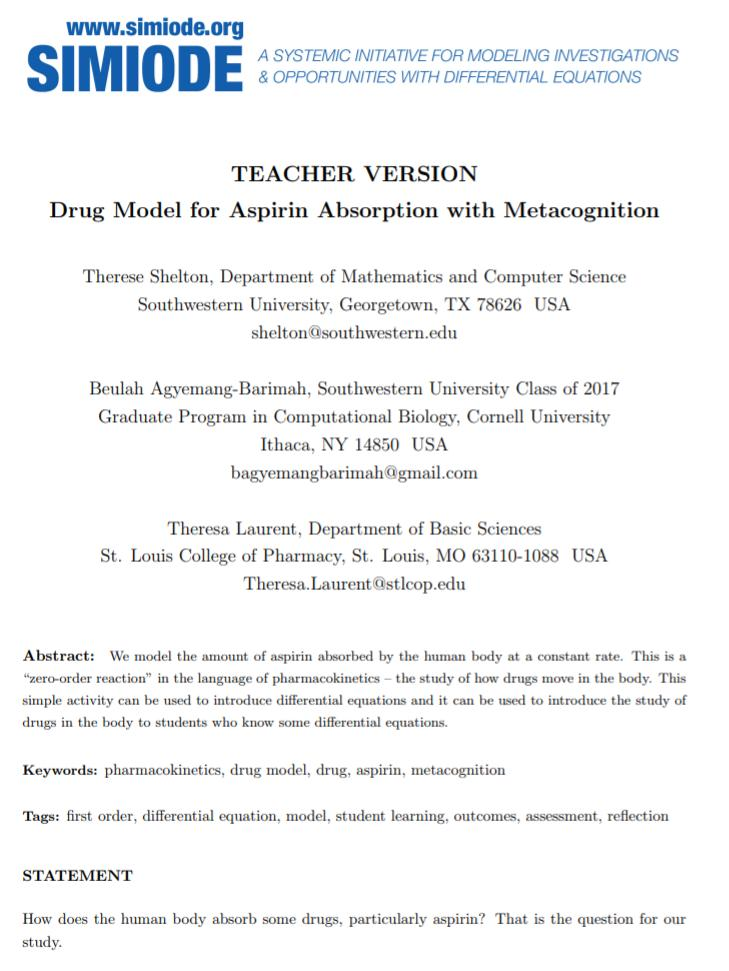 www.simiode.org
SIMIODE
A SYSTEMIC INITIATIVE FOR MODELING INVESTIGATIONS
& OPPORTUNITIES WITH DIFFERENTIAL EQUATIONS
TEACHER VERSION
Drug Model for Aspirin Absorption with Metacognition
Therese Shelton, Department of Mathematics and Computer Science
Southwestern University, Georgetown, TX 78626 USA
shelton@southwestern.edu
Beulah Agyemang-Barimah, Southwestern University Class of 2017
Graduate Program in Computational Biology, Cornell University
Ithaca, NY 14850 USA
bagyemangbarimah@gmail.com
Theresa Laurent, Department of Basic Sciences
St. Louis College of Pharmacy, St. Louis, MO 63110-1088 USA
Theresa.Laurent@stlcop.edu
Abstract: We model the amount of aspirin absorbed by the human body at a constant rate. This is a
“zero-order reaction” in the language of pharmacokinetics – the study of how drugs move in the body. This
simple activity can be used to introduce differential equations and it can be used to introduce the study of
drugs in the body to students who know some differential equations.
Keywords: pharmacokinetics, drug model, drug, aspirin, metacognition
Tags: first order, differential equation, model, student learning, outcomes, assessment, reflection
STATEMENT
How does the human body absorb some drugs, particularly aspirin? That is the question for our
study.